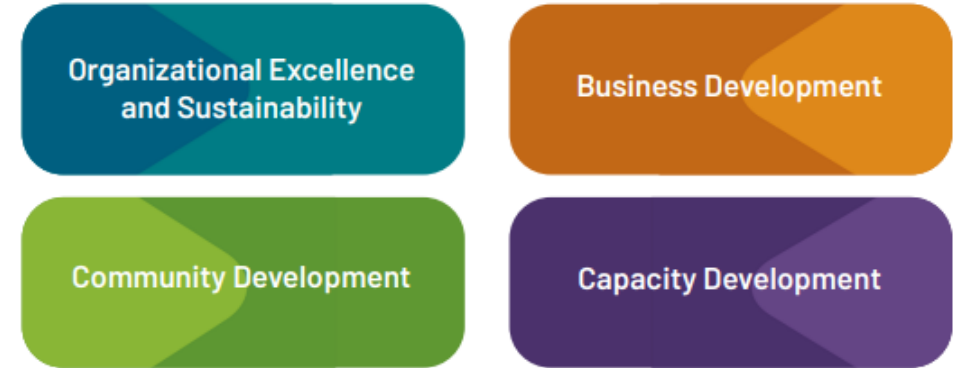 Organizational Excellence
and Sustainability
Business Development
Community Development
Capacity Development